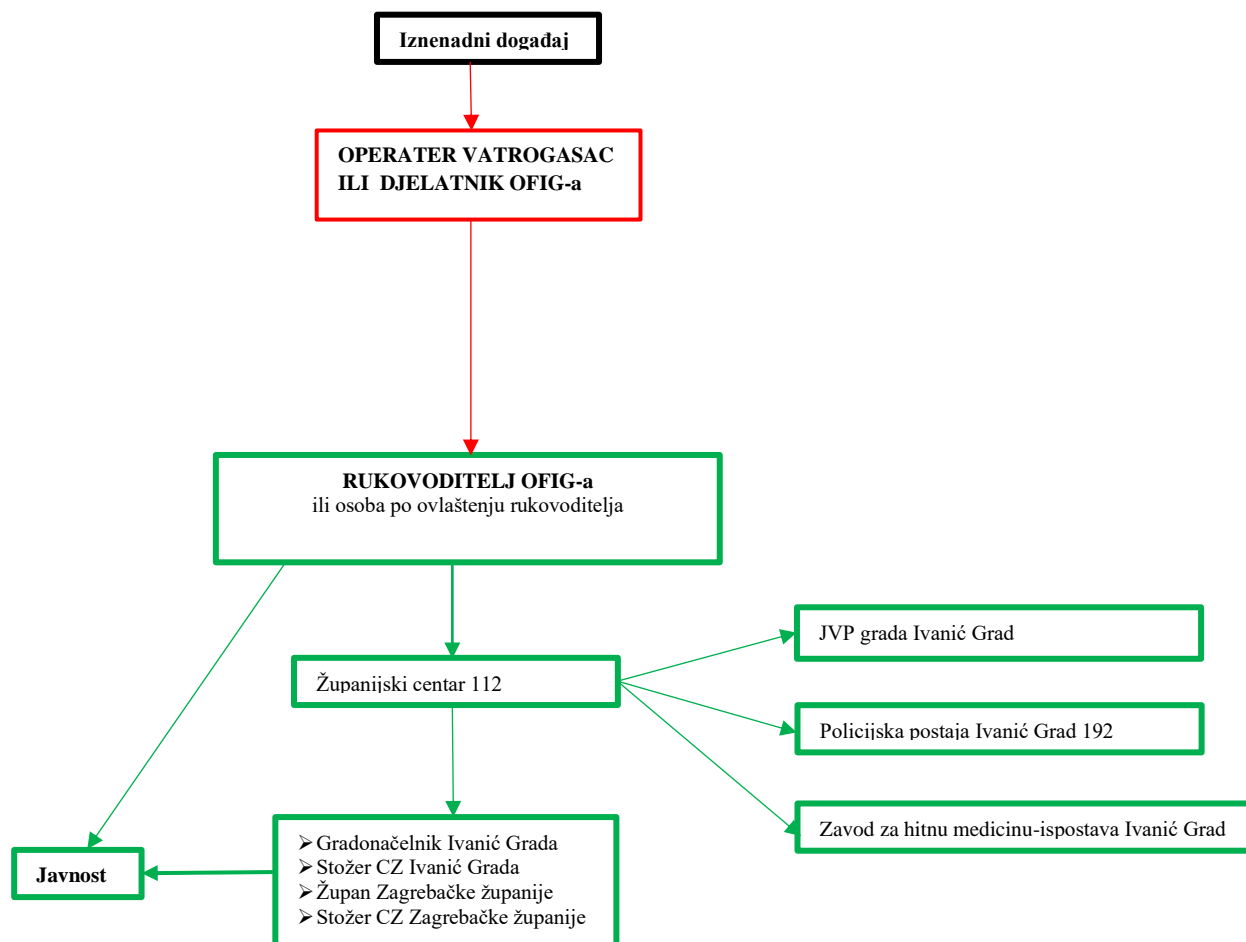 Iznenadni događaj
OPERATER VATROGASAC
ILI DJELATNIK OFIG-a
RUKOVODITELJ OFIG-a
ili osoba po ovlaštenju rukovoditelja
JVP grada Ivanić Grad
Županijski centar 112
Policijska postaja Ivanić Grad 192
Zavod za hitnu medicinu-ispostava Ivanić Grad
Javnost
➢Gradonačelnik Ivanić Grada
➢Stožer CZ Ivanić Grada
➢Župan Zagrebačke županije
➢Stožer CZ Zagrebačke županije